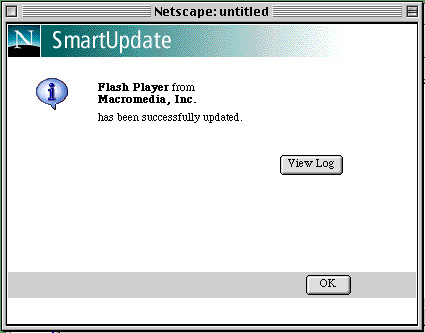 Netscape: untitled
N SmartUpdate
Flash Player from
Macromedia, Inc.
has been successfully updated.
View Log
OK